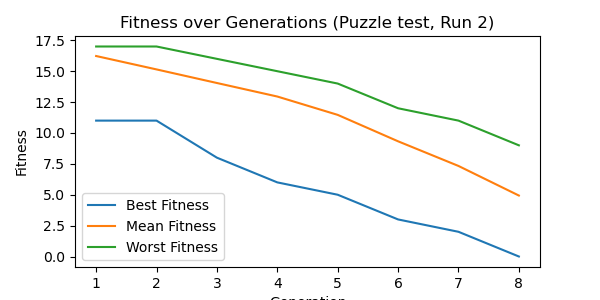 Fitness over Generations (Puzzle test, Run 2)
17.5
15.0
12.5
10.0
7.5
5.0
2.5
0.0
Fitness
Best Fitness
Mean Fitness
Worst Fitness
1 2 3 4 5 6 7 8
Generation